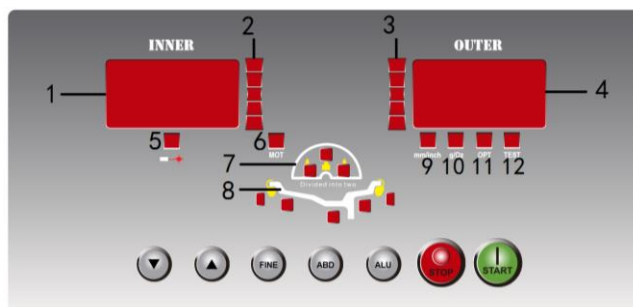 2
3
INNER
OUTER
1
4
5
6
MOT
mm/Inch
g/Oz
OPT
TEST
9
10
11
12
7
Divided into two
8
FINE
ABD
ALU
STOP
START